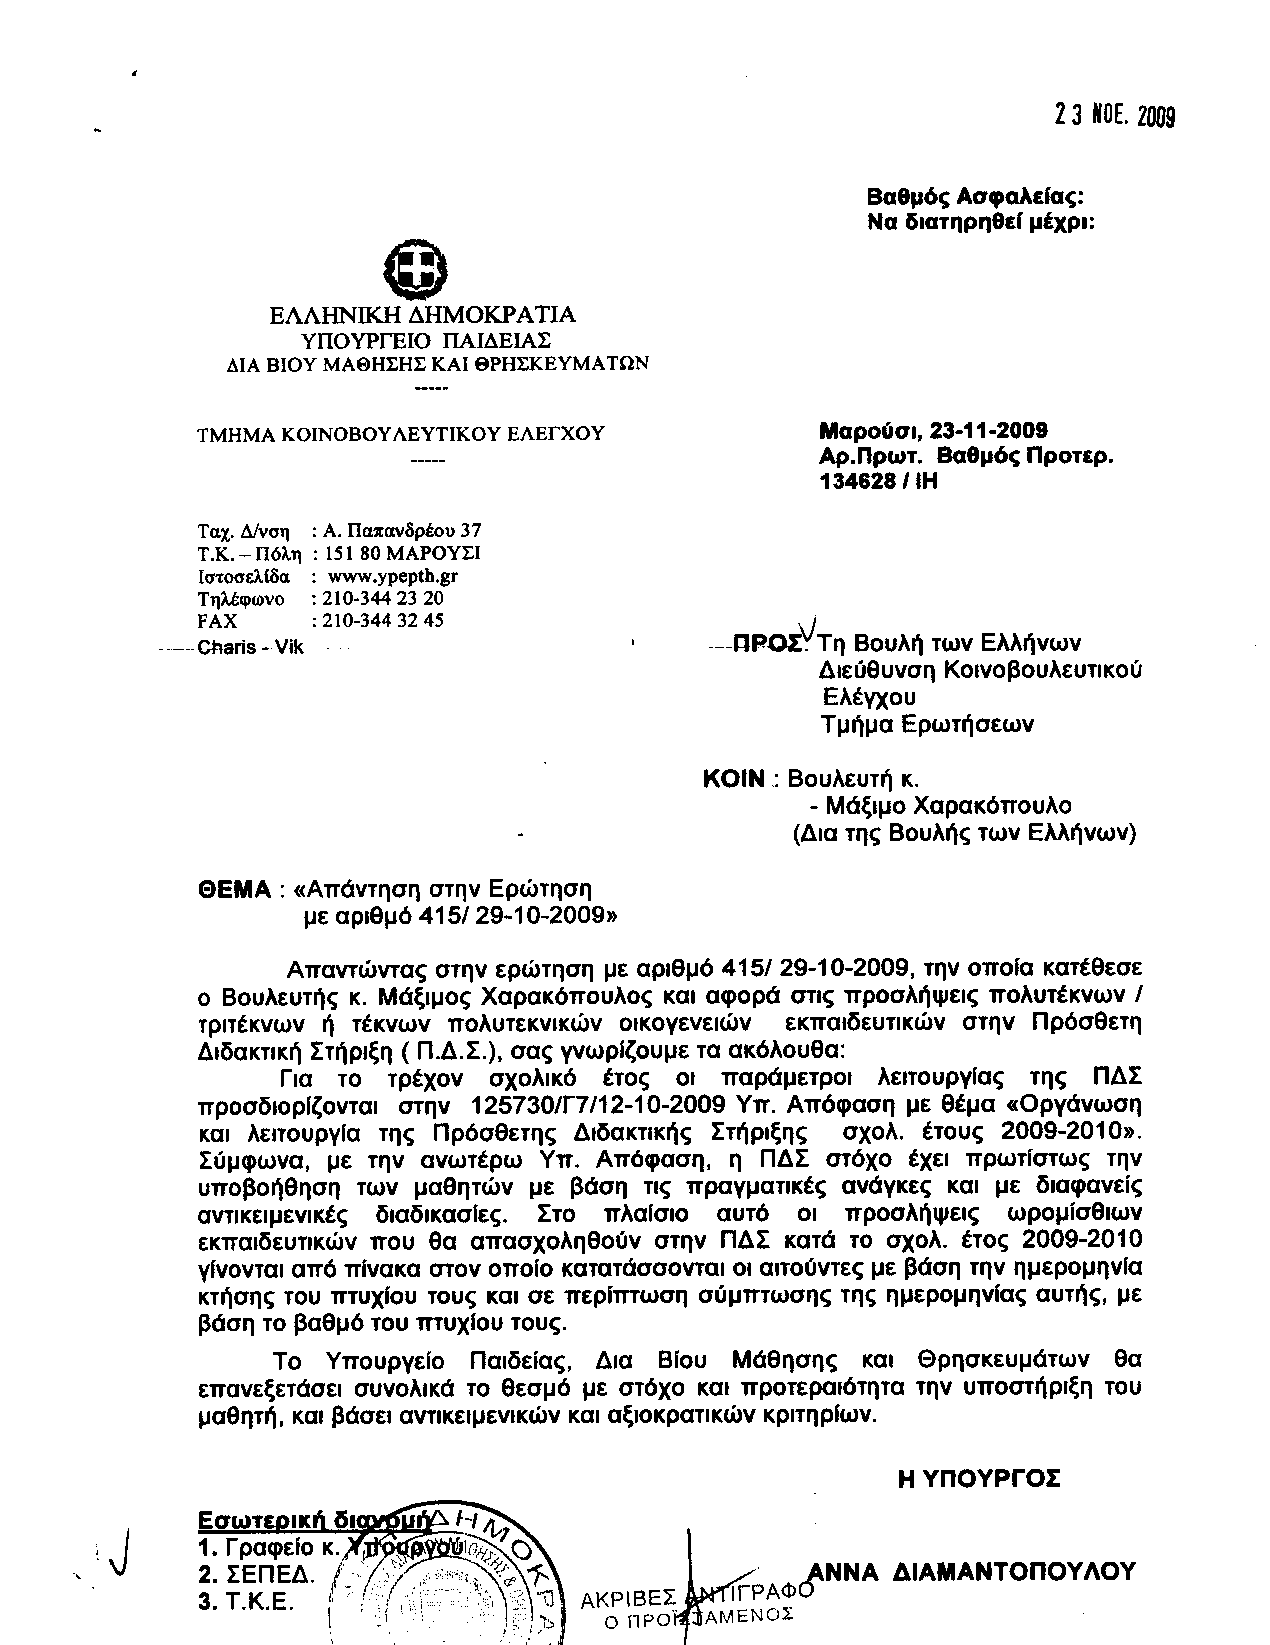 23 ΝΟΕ. 2009
Βαθμός Ασφαλείας:
Να διατηρηθεί μέχρι:
ΕΛΛΗΝΙΚΗ ΔΗΜΟΚΡΑΤΙΑ
ΥΠΟΥΡΓΕΙΟ ΠΑΙΔΕΙΑΣ
ΔΙΑ ΒΙΟΥ ΜΑΘΗΣΗΣ ΚΑΙ ΘΡΗΣΚΕΥΜΑΤΩΝ
-----
ΤΜΗΜΑ ΚΟΙΝΟΒΟΥΛΕΥΤΙΚΟΥ ΕΛΕΓΧΟΥ
-----
Μαρούσι, 23-11-2009
Αρ.Πρωτ. Βαθμός Προτερ.
134628 / ΙΗ
Ταχ. Δ/νση : Α. Παπανδρέου 37
Τ.Κ. – Πόλη : 151 80 ΜΑΡΟΥΣΙ
Ιστοσελίδα : www.ypepth.gr
Τηλέφωνο : 210-344 23 20
FAX : 210-344 32 45
Charis - Vik
ΠΡΟΣ: Τη Βουλή των Ελλήνων
Διεύθυνση Κοινοβουλευτικού
Ελέγχου
Τμήμα Ερωτήσεων
ΚΟΙΝ : Βουλευτή κ.
- Μάξιμο Χαρακόπουλο
(Δια της Βουλής των Ελλήνων)
ΘΕΜΑ : «Απάντηση στην Ερώτηση
με αριθμό 415/ 29-10-2009»
Απαντώντας στην ερώτηση με αριθμό 415/ 29-10-2009, την οποία κατέθεσε
ο Βουλευτής κ. Μάξιμος Χαρακόπουλος και αφορά στις προσλήψεις πολυτέκνων /
τριτέκνων ή τέκνων πολυτεκνικών οικογενειών εκπαιδευτικών στην Πρόσθετη
Διδακτική Στήριξη ( Π.Δ.Σ.), σας γνωρίζουμε τα ακόλουθα:
Για το τρέχον σχολικό έτος οι παράμετροι λειτουργίας της ΠΔΣ
προσδιορίζονται στην 125730/Γ7/12-10-2009 Υπ. Απόφαση με θέμα «Οργάνωση
και λειτουργία της Πρόσθετης Διδακτικής Στήριξης σχολ. έτους 2009-2010».
Σύμφωνα, με την ανωτέρω Υπ. Απόφαση, η ΠΔΣ στόχο έχει πρωτίστως την
υποβοήθηση των μαθητών με βάση τις πραγματικές ανάγκες και με διαφανείς
αντικειμενικές διαδικασίες. Στο πλαίσιο αυτό οι προσλήψεις ωρομίσθιων
εκπαιδευτικών που θα απασχοληθούν στην ΠΔΣ κατά το σχολ. έτος 2009-2010
γίνονται από πίνακα στον οποίο κατατάσσονται οι αιτούντες με βάση την ημερομηνία
κτήσης του πτυχίου τους και σε περίπτωση σύμπτωσης της ημερομηνίας αυτής, με
βάση το βαθμό του πτυχίου τους.
Το Υπουργείο Παιδείας, Δια Βίου Μάθησης και Θρησκευμάτων θα
επανεξετάσει συνολικά το θεσμό με στόχο και προτεραιότητα την υποστήριξη του
μαθητή, και βάσει αντικειμενικών και αξιοκρατικών κριτηρίων.
Η ΥΠΟΥΡΓΟΣ
Εσωτερική διανομή
1. Γραφείο κ. Υπουργού
2. ΣΕΠΕΔ.
3. Τ.Κ.Ε.
ΑΝΝΑ ΔΙΑΜΑΝΤΟΠΟΥΛΟΥ
ΑΚΡΙΒΕΣ ΑΝΤΙΓΡΑΦΟ
Ο ΠΡΟΪΣΤΑΜΕΝΟΣ